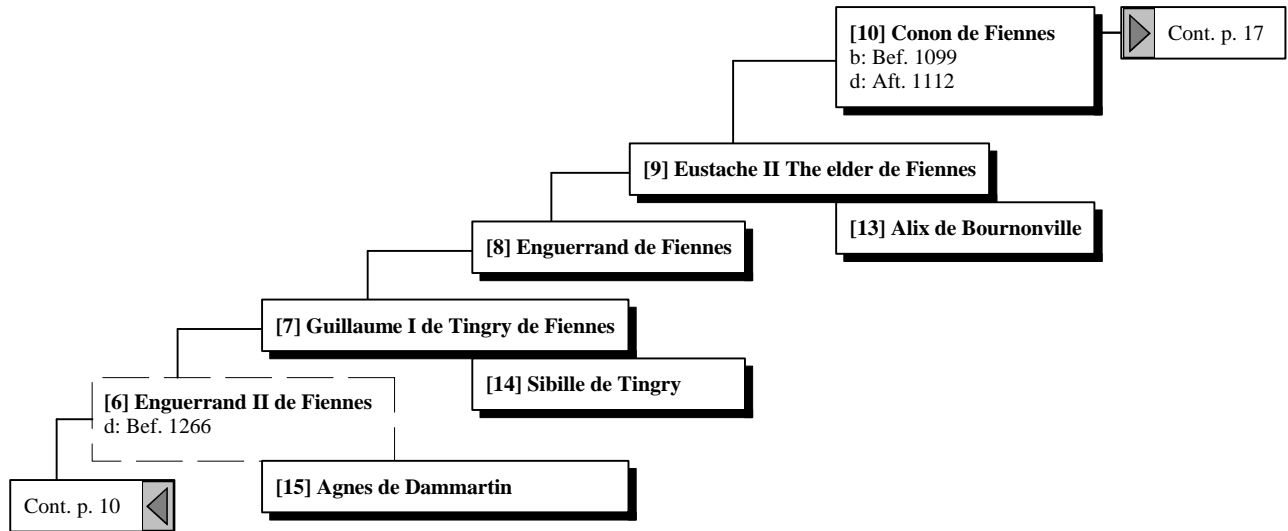 [10] Conon de Fiennes
b: Bef. 1099
d: Aft. 1112
Cont. p. 17
[9] Eustache II The elder de Fiennes
[13] Alix de Bournonville
[8] Enguerrand de Fiennes
[7] Guillaume I de Tingry de Fiennes
[14] Sibille de Tingry
[6] Enguerrand II de Fiennes
d: Bef. 1266
[15] Agnes de Dammartin
Cont. p. 10